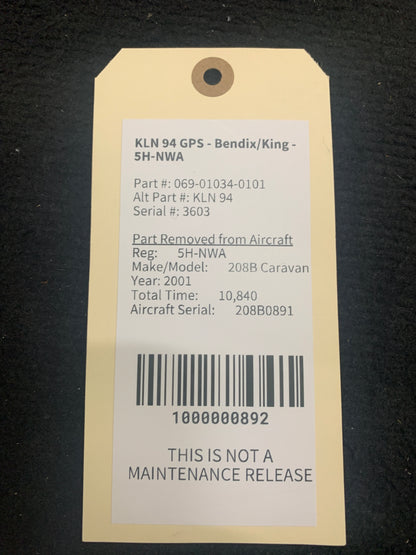 KLN 94 GPS - Bendix/King -
5H-NWA
Part #: 069-01034-0101
Alt Part #: KLN 94
Serial #: 3603
Part Removed from Aircraft
Reg: 5H-NWA
Make/Model: 208B Caravan
Year: 2001
Total Time: 10,840
Aircraft Serial: 208B0891
1000000892
THIS IS NOT A
MAINTENANCE RELEASE